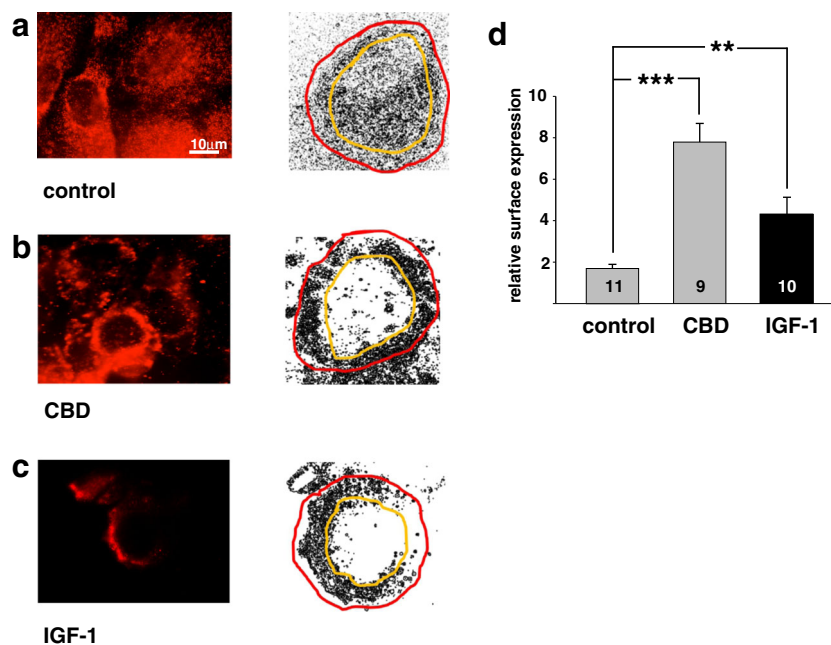 a
10μm
control
b
CBD
c
IGF-1
d
**
***
relative surface expression
10
8
6
4
2
11
9
10
control
CBD
IGF-1